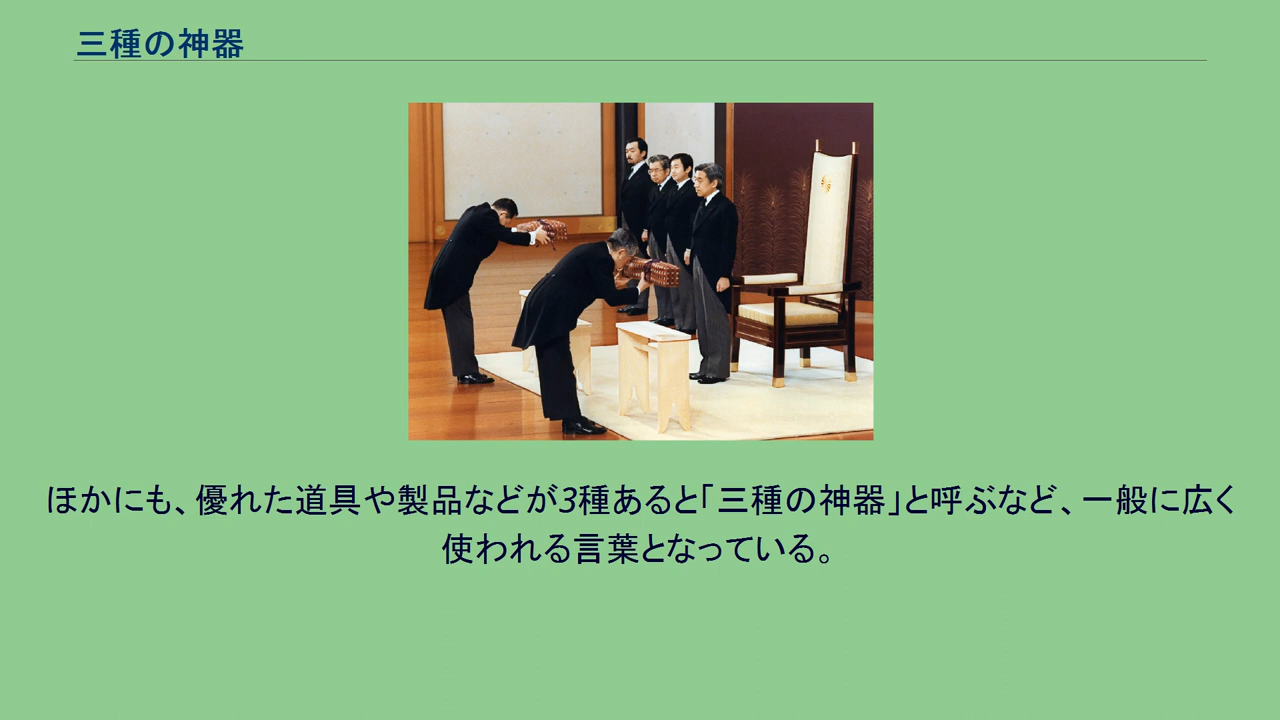 三種の神器
ほかにも、優れた道具や製品などが3種あると「三種の神器」と呼ぶなど、一般に広く
使われる言葉となっている。